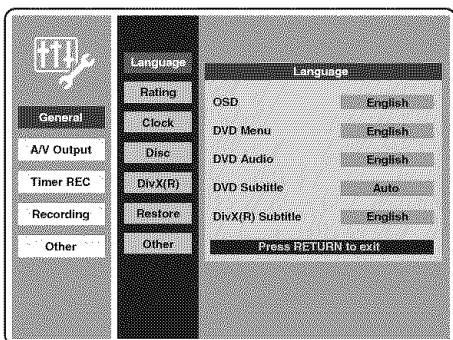 General
A/V Output
Timer REC
Recording
Other
Language
Rating
Clock
Disc
DivX(R)
Restore
Other
Language
OSD English
DVD Menu English
DVD Audio English
DVD Subtitle Auto
DivX(R) Subtitle English
Press RETURN to exit